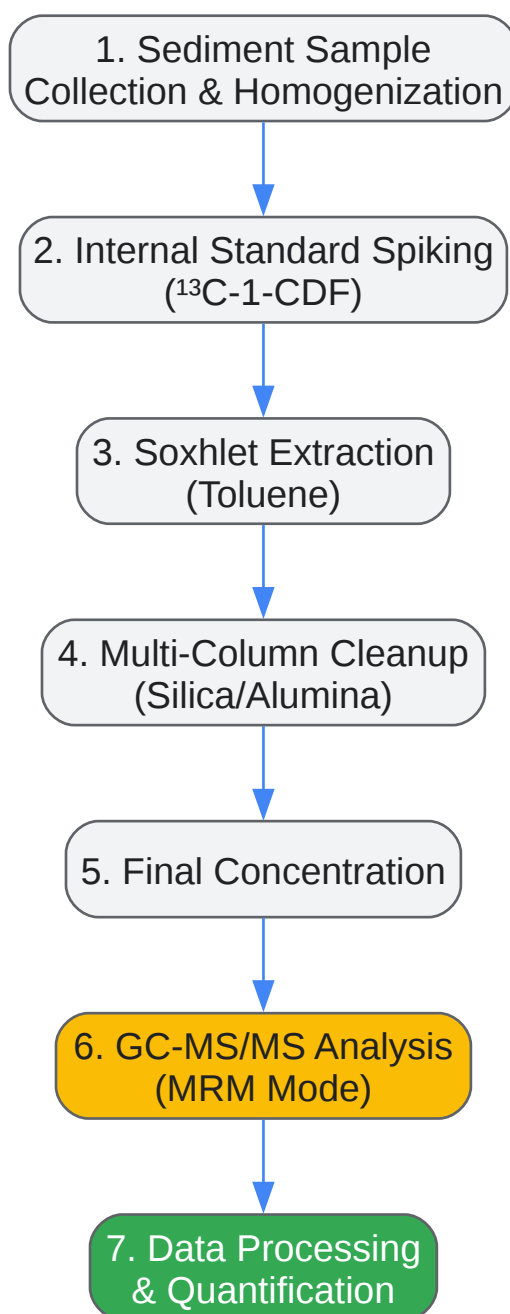 1. Sediment Sample
Collection & Homogenization
2. Internal Standard Spiking
(¹³C-1-CDF)
3. Soxhlet Extraction
(Toluene)
4. Multi-Column Cleanup
(Silica/Alumina)
5. Final Concentration
6. GC-MS/MS Analysis
(MRM Mode)
7. Data Processing
& Quantification